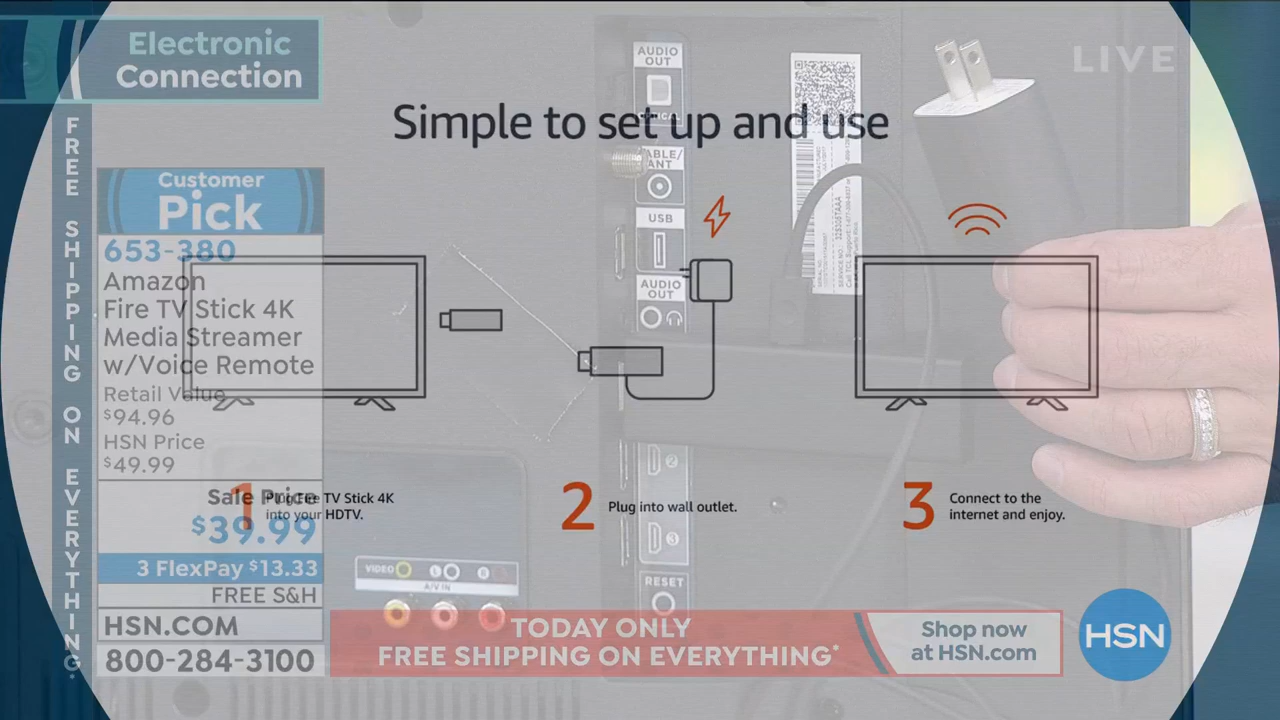 Electronic
Connection
LIVE
FREE SHIPPING ON EVERYTHING.
Customer
Pick
653-380
Amazon
Fire TV Stick 4K
Media Streamer
w/Voice Remote
Retail Value
$94.96
HSN Price
$49.99
Sale Price
$39.99
3 FlexPay $13.33
FREE S&H
HSN.COM
800-284-3100
Simple to set up and use
1 Plug Fire TV Stick 4K
into your HDTV.
2 Plug into wall outlet.
3 Connect to the
internet and enjoy.
AUDIO
OUT
ANT
USB
AUDIO
OUT
2
3
RESET
VIDEO L R
A/V IN
TODAY ONLY
FREE SHIPPING ON EVERYTHING*
Shop now
at HSN.com
HSN